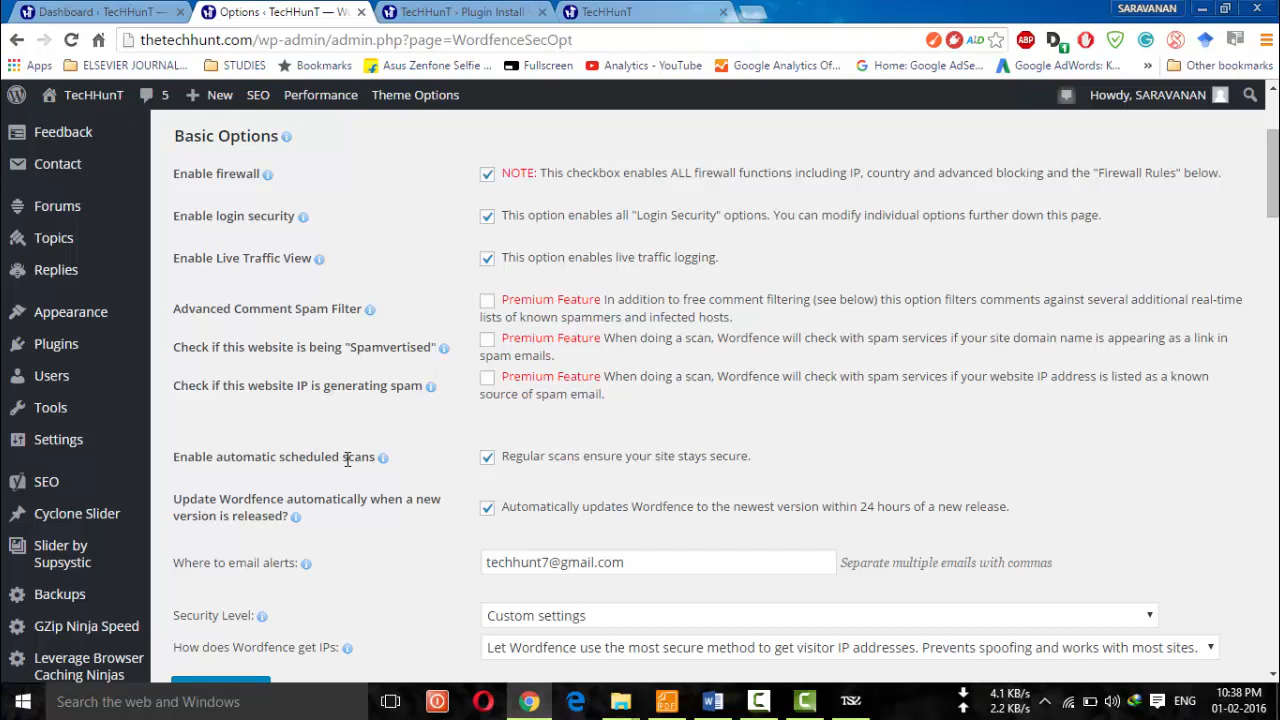 Dashboard ‹ TecHHunT —
Options ‹ TecHHunT — W
TecHHunT - Plugin Install -
TecHHunT
SARAVANAN
thetechhunt.com/wp-admin/admin.php?page=WordfenceSecOpt
ABP
Apps
ELSEVIER JOURNAL...
STUDIES
Bookmarks
Asus Zenfone Selfie ...
Fullscreen
Analytics - YouTube
Google Analytics Of...
Home: Google AdSe...
Google AdWords: K...
»
Other bookmarks
TecHHunT
5
New
SEO
Performance
Theme Options
Howdy, SARAVANAN
Feedback
Contact
Forums
Topics
Replies
Appearance
Plugins
Users
Tools
Settings
SEO
Cyclone Slider
Slider by
Supsystic
Backups
GZip Ninja Speed
Leverage Browser
Caching Ninjas
Basic Options
Enable firewall
NOTE: This checkbox enables ALL firewall functions including IP, country and advanced blocking and the "Firewall Rules" below.
Enable login security
This option enables all "Login Security" options. You can modify individual options further down this page.
Enable Live Traffic View
This option enables live traffic logging.
Advanced Comment Spam Filter
Premium Feature In addition to free comment filtering (see below) this option filters comments against several additional real-time
lists of known spammers and infected hosts.
Check if this website is being "Spamvertised"
Premium Feature When doing a scan, Wordfence will check with spam services if your site domain name is appearing as a link in
spam emails.
Check if this website IP is generating spam
Premium Feature When doing a scan, Wordfence will check with spam services if your website IP address is listed as a known
source of spam email.
Enable automatic scheduled scans
Regular scans ensure your site stays secure.
Update Wordfence automatically when a new
version is released?
Automatically updates Wordfence to the newest version within 24 hours of a new release.
Where to email alerts:
techhunt7@gmail.com
Separate multiple emails with commas
Security Level:
Custom settings
How does Wordfence get IPs:
Let Wordfence use the most secure method to get visitor IP addresses. Prevents spoofing and works with most sites.
Search the web and Windows
4.1 KB/s
2.2 KB/s
ENG
10:38 PM
01-02-2016